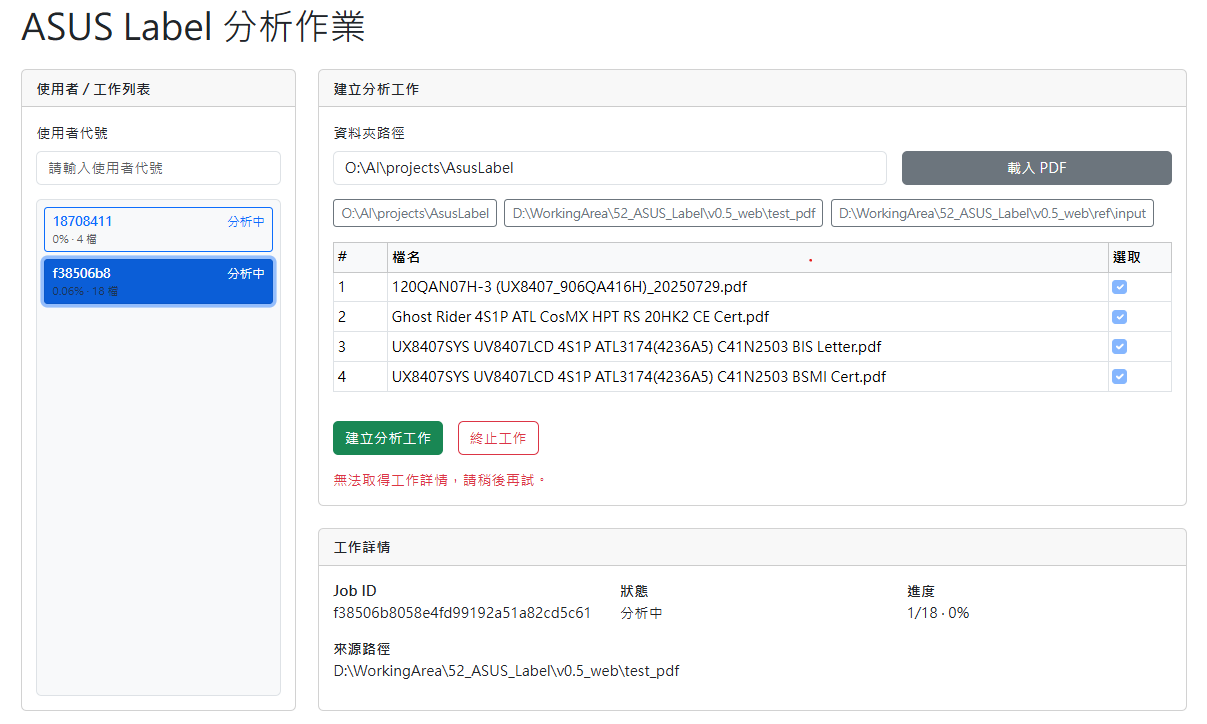 ASUS Label 分析作業
使用者 / 工作列表
使用者代號
請輸入使用者代號
18708411 分析中
0% · 4 檔
f38506b8 分析中
0.06% · 18 檔
建立分析工作
資料夾路徑
O:\AI\projects\AsusLabel 載入 PDF
O:\AI\projects\AsusLabel D:\WorkingArea\52_ASUS_Label\v0.5_web\test_pdf D:\WorkingArea\52_ASUS_Label\v0.5_web\ref\input
# 檔名 選取
1 120QAN07H-3 (UX8407_906QA416H)_20250729.pdf
2 Ghost Rider 4S1P ATL CosMX HPT RS 20HK2 CE Cert.pdf
3 UX8407SYS UV8407LCD 4S1P ATL3174(4236A5) C41N2503 BIS Letter.pdf
4 UX8407SYS UV8407LCD 4S1P ATL3174(4236A5) C41N2503 BSMI Cert.pdf
建立分析工作 終止工作
無法取得工作詳情，請稍後再試。
工作詳情
Job ID 狀態 進度
f38506b8058e4fd99192a51a82cd5c61 分析中 1/18 · 0%
來源路徑
D:\WorkingArea\52_ASUS_Label\v0.5_web\test_pdf